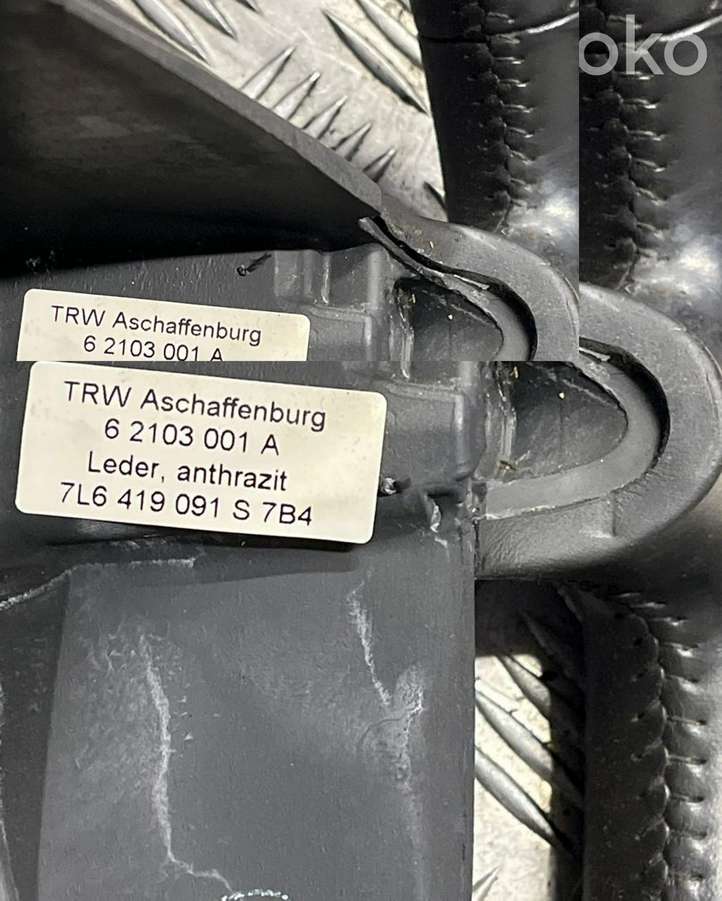 oko
TRW Aschaffenburg
6 2103 001 A
TRW Aschaffenburg
6 2103 001 A
Leder, anthrazit
7L6 419 091 S 7B4